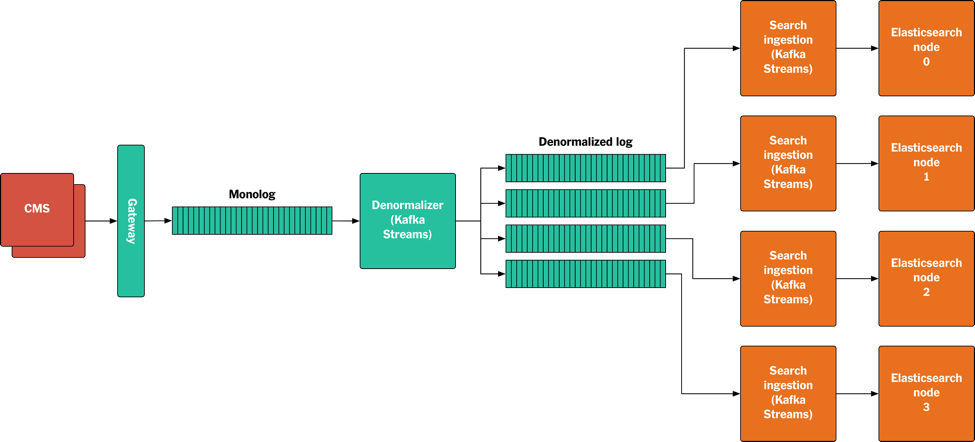 CMS
Gateway
Monolog
Denormalizer
(Kafka
Streams)
Denormalized log
Search
ingestion
(Kafka
Streams)
Elasticsearch
node
0
Search
ingestion
(Kafka
Streams)
Elasticsearch
node
1
Search
ingestion
(Kafka
Streams)
Elasticsearch
node
2
Search
ingestion
(Kafka
Streams)
Elasticsearch
node
3